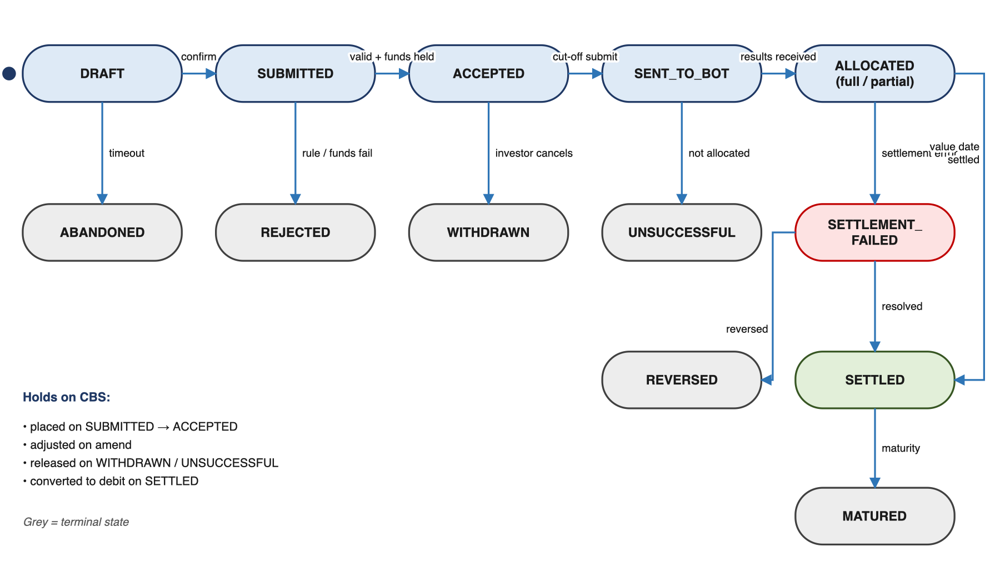 confirm
valid + funds held
cut-off submit
results received
DRAFT
SUBMITTED
ACCEPTED
SENT_TO_BOT
ALLOCATED
(full / partial)
timeout
rule / funds fail
investor cancels
not allocated
settlement error
value date
settled
ABANDONED
REJECTED
WITHDRAWN
UNSUCCESSFUL
SETTLEMENT_
FAILED
resolved
reversed
REVERSED
SETTLED
Holds on CBS:
• placed on SUBMITTED → ACCEPTED
• adjusted on amend
• released on WITHDRAWN / UNSUCCESSFUL
• converted to debit on SETTLED
maturity
Grey = terminal state
MATURED